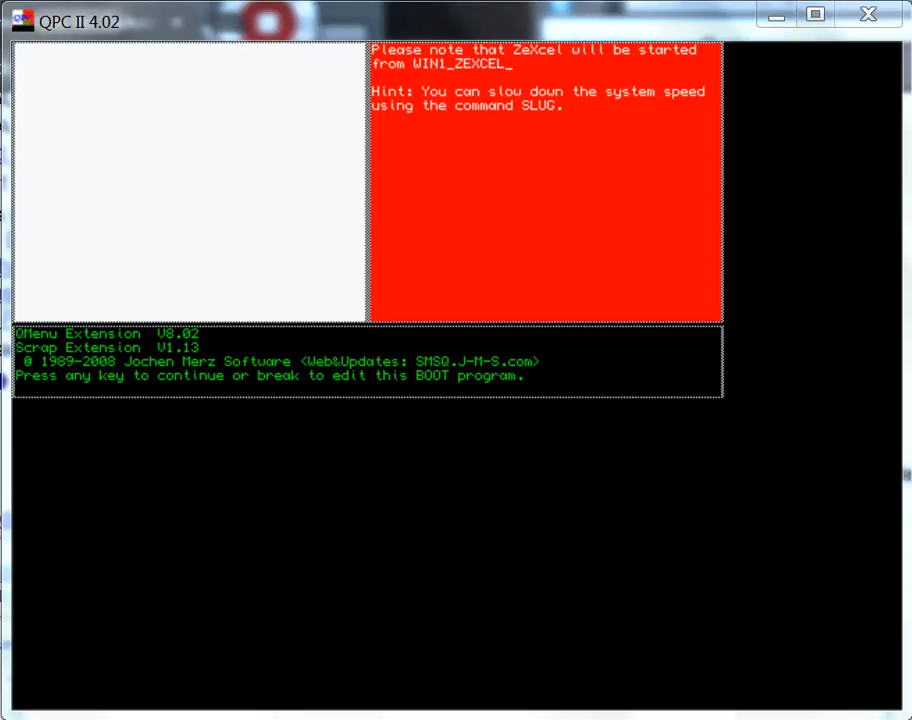 QPC II 4.02
Please note that ZeXcel will be started
from WIN1_ZEXCEL_
Hint: You can slow down the system speed
using the command SLUG.
QMenu Extension  V8.02
Scrap Extension  V1.13
@ 1989-2008 Jochen Merz Software <Web&Updates: SMSQ.J-M-S.com>
Press any key to continue or break to edit this BOOT program.